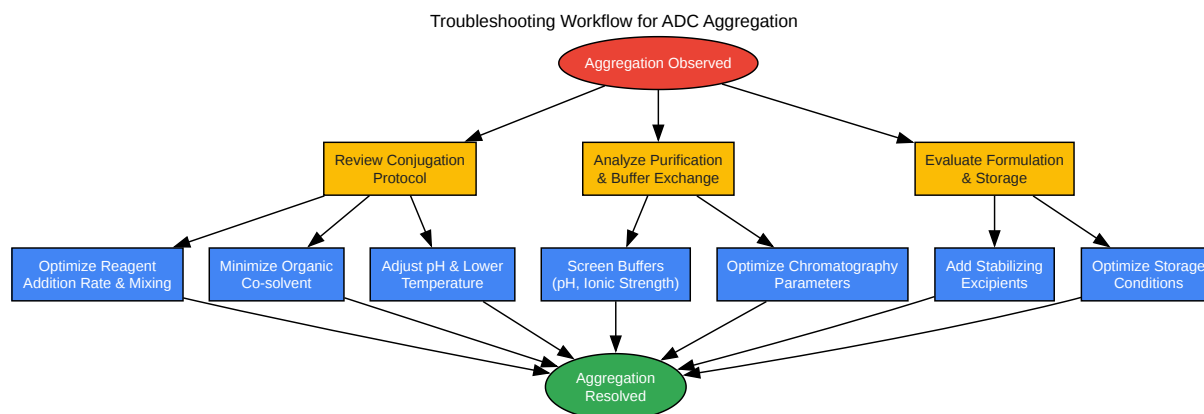 Troubleshooting Workflow for ADC Aggregation
Aggregation Observed
Review Conjugation
Protocol
Analyze Purification
& Buffer Exchange
Evaluate Formulation
& Storage
Optimize Reagent
Addition Rate & Mixing
Minimize Organic
Co-solvent
Adjust pH & Lower
Temperature
Screen Buffers
(pH, Ionic Strength)
Optimize Chromatography
Parameters
Add Stabilizing
Excipients
Optimize Storage
Conditions
Aggregation
Resolved